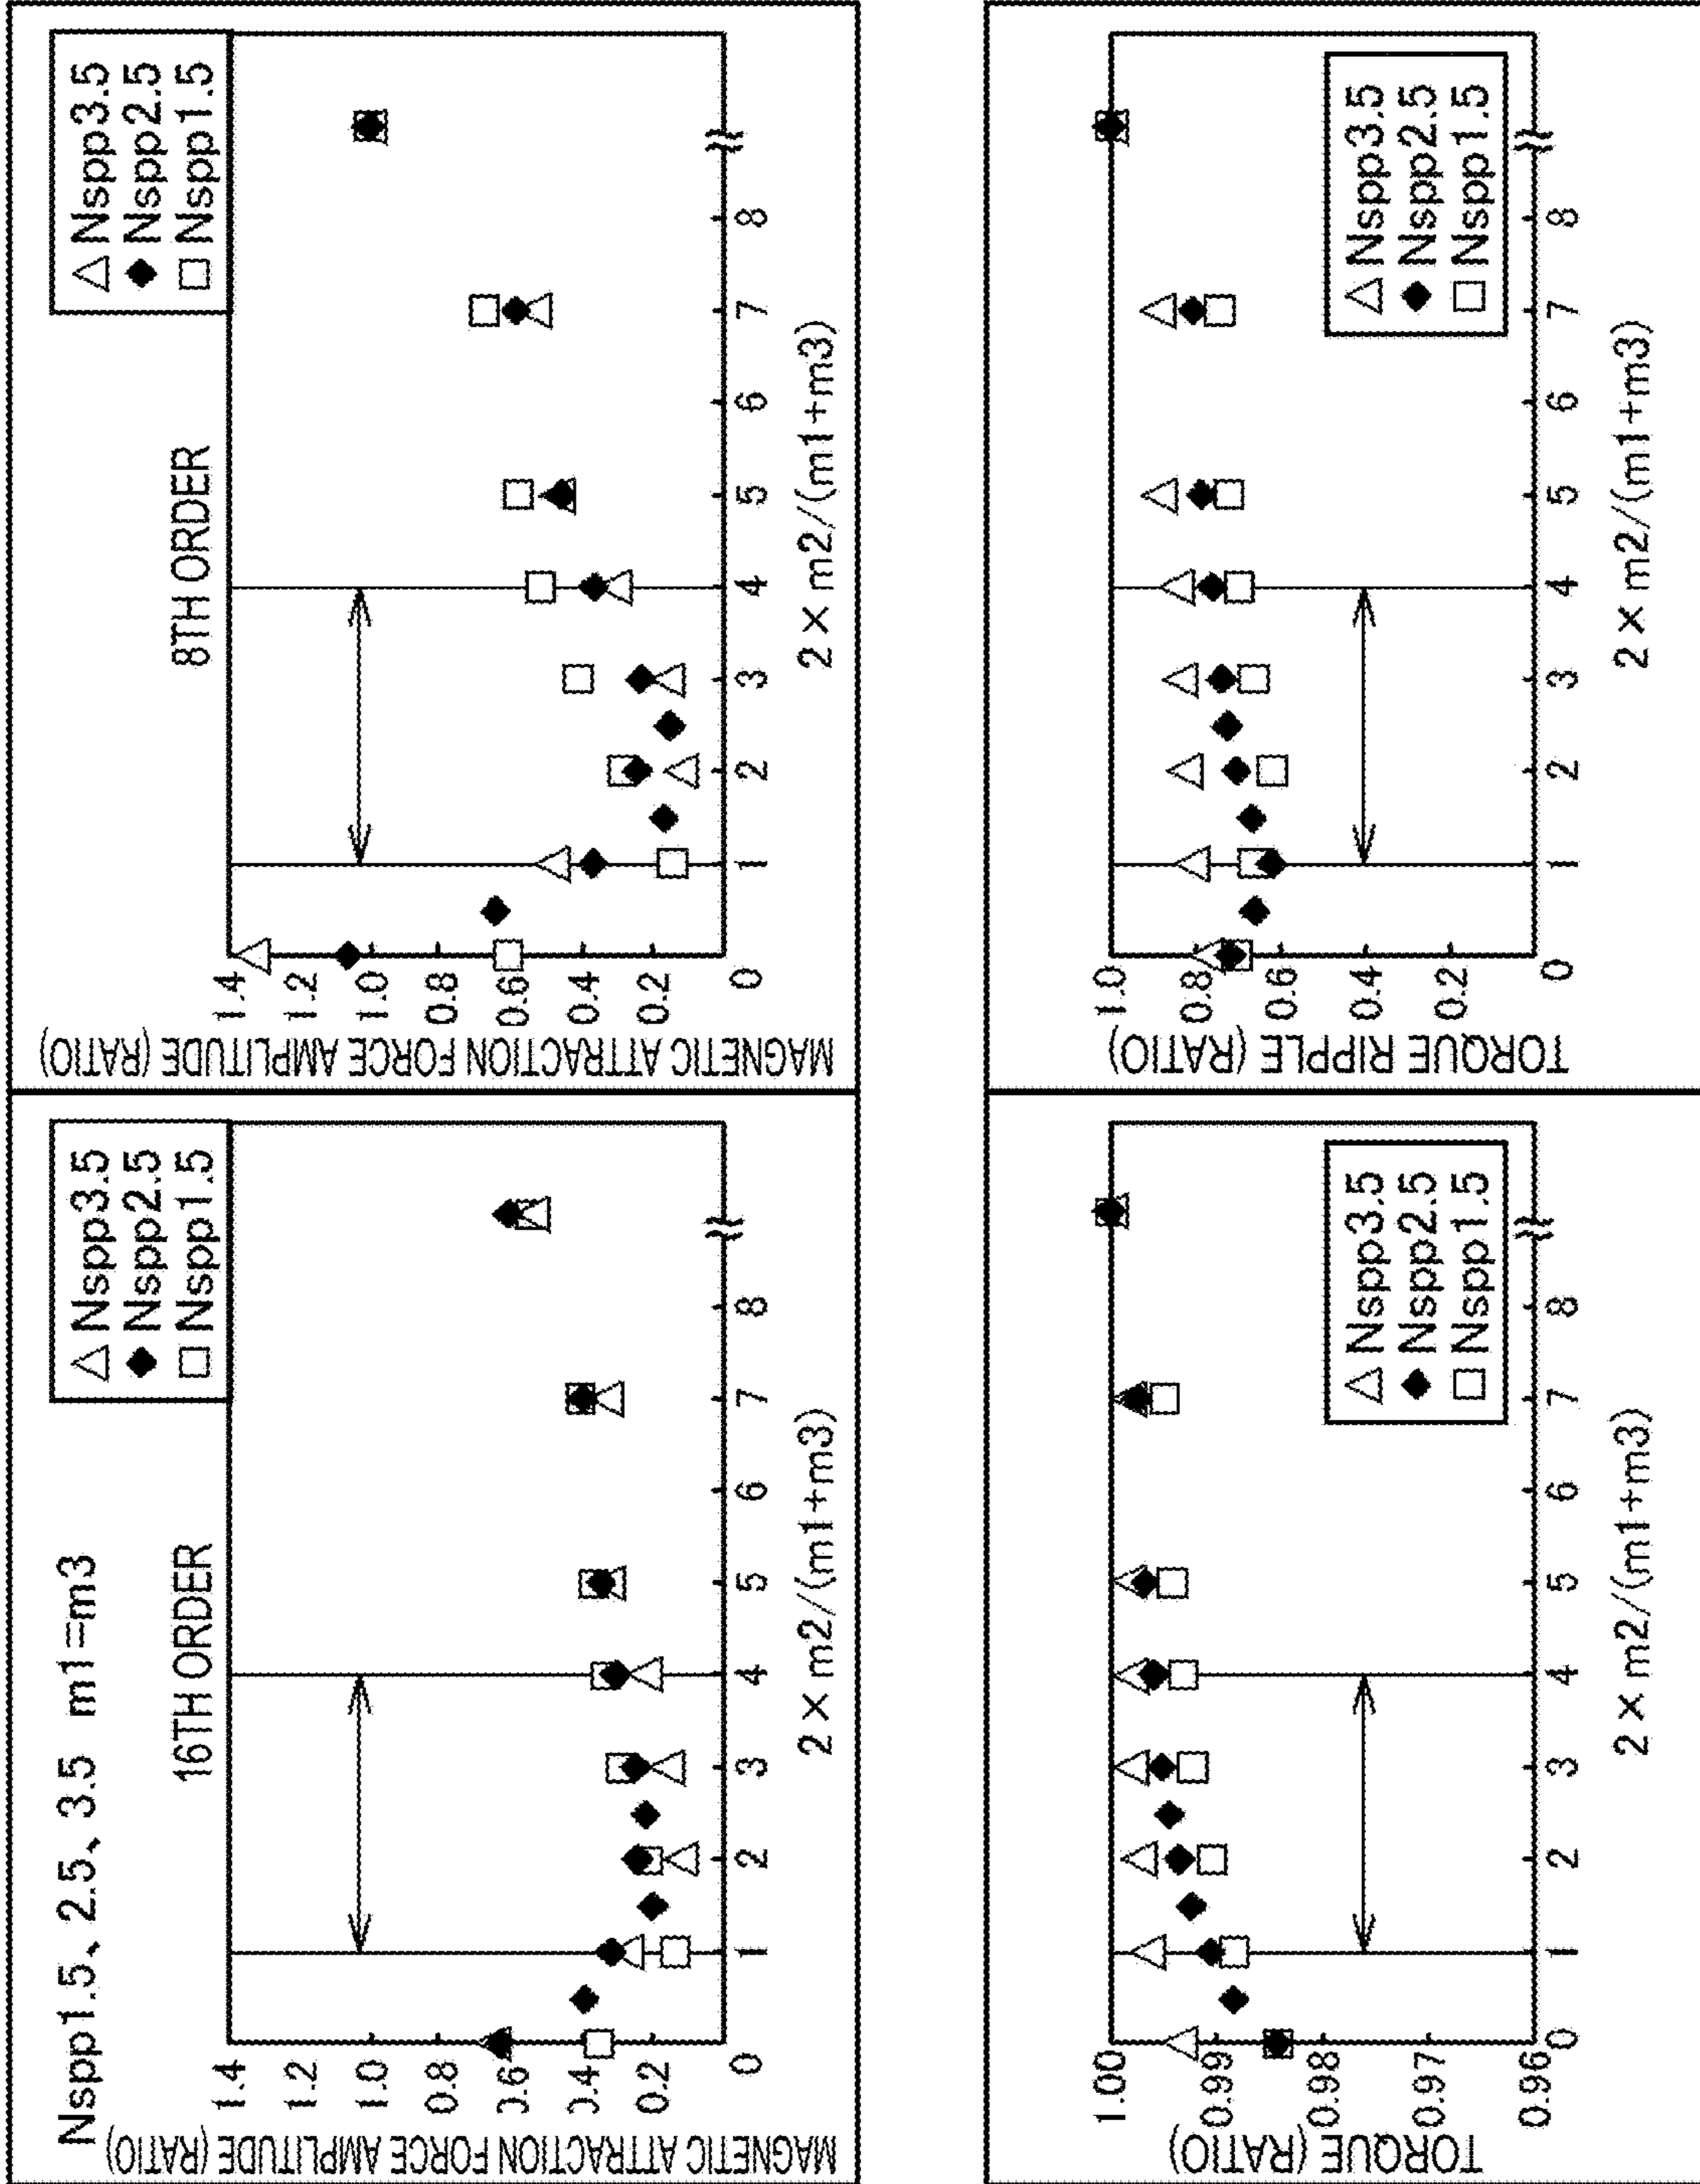 Nspp1.5、2.5、3.5 m1=m3
16TH ORDER
△ Nspp3.5
◆ Nspp2.5
□ Nspp1.5
MAGNETIC ATTRACTION FORCE AMPLITUDE (RATIO)
1.4
1.2
1.0
0.8
0.6
0.4
0.2
0
1 2 3 4 5 6 7 8
2×m2/(m1+m3)
8TH ORDER
△ Nspp3.5
◆ Nspp2.5
□ Nspp1.5
MAGNETIC ATTRACTION FORCE AMPLITUDE (RATIO)
1.4
1.2
1.0
0.8
0.6
0.4
0.2
0
1 2 3 4 5 6 7 8
2×m2/(m1+m3)
TORQUE (RATIO)
1.00
0.99
0.98
0.97
0.96
0 1 2 3 4 5 6 7 8
2×m2/(m1+m3)
△ Nspp3.5
◆ Nspp2.5
□ Nspp1.5
TORQUE RIPPLE (RATIO)
1.0
0.8
0.6
0.4
0.2
0
1 2 3 4 5 6 7 8
2×m2/(m1+m3)
△ Nspp3.5
◆ Nspp2.5
□ Nspp1.5